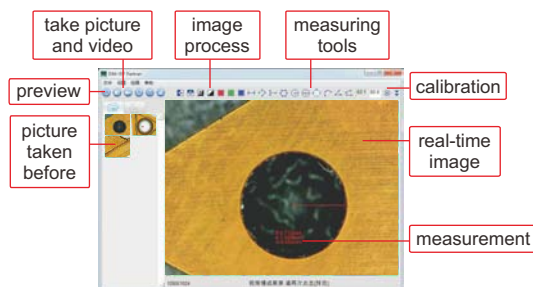 take picture
and video
image
process
measuring
tools
preview
calibration
picture
taken
before
real-time
image
measurement